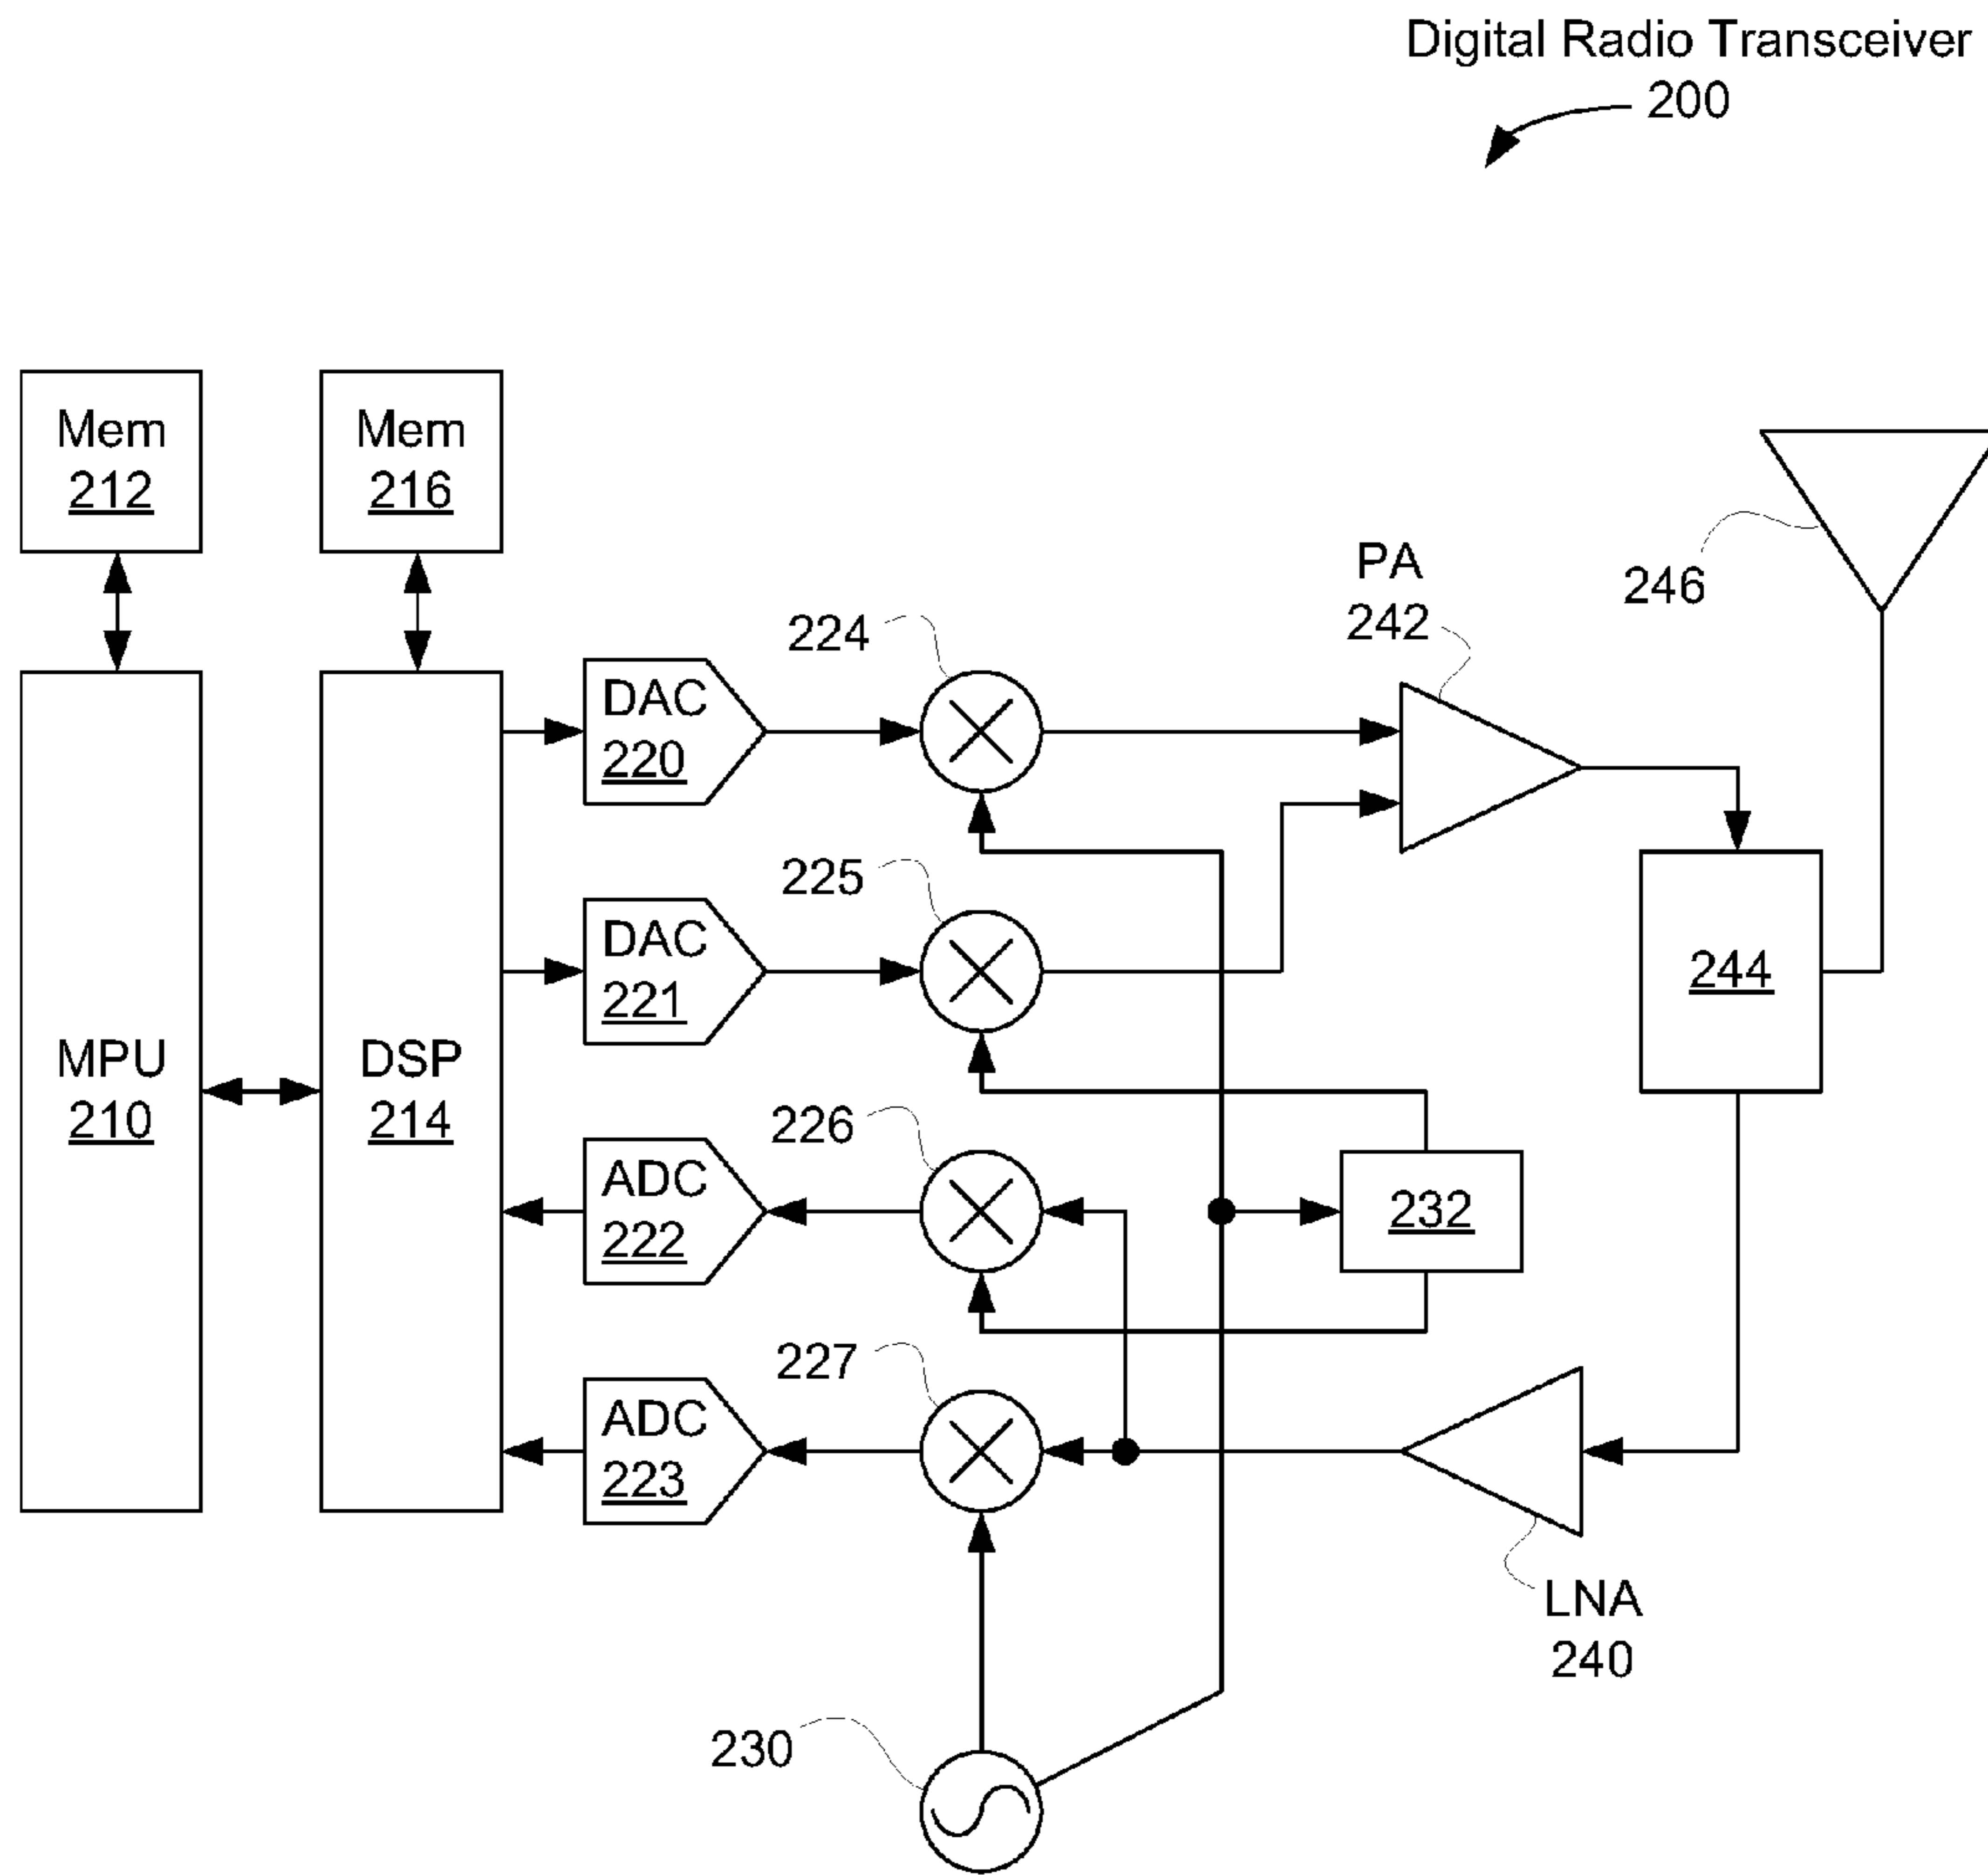 Digital Radio Transceiver
200
Mem
212
Mem
216
PA
242
246
224
DAC
220
225
DAC
221
244
MPU
210
DSP
214
226
ADC
222
232
227
ADC
223
LNA
240
230